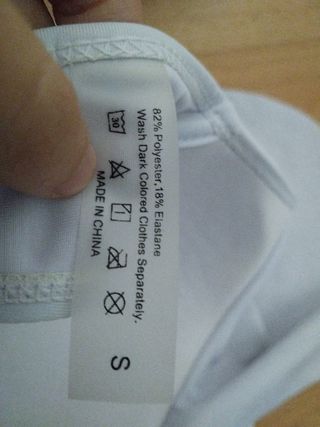 82% Polyester,18% Elastane
Wash Dark Colored Clothes Separately.
30
MADE IN CHINA
S